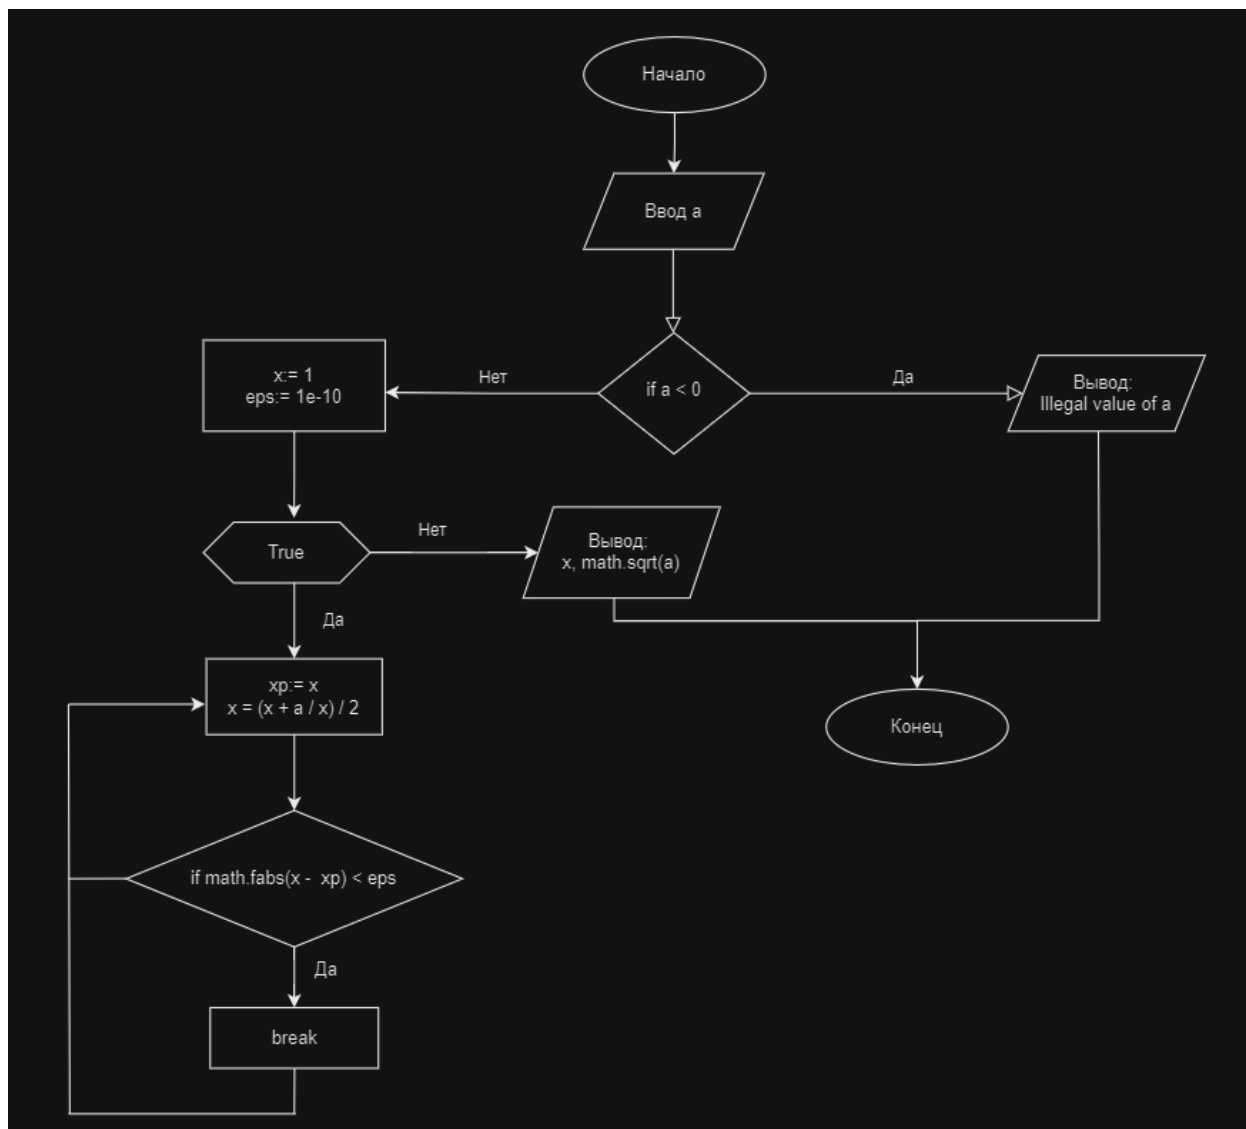 Начало
Ввод a
if a < 0
Нет
Да
x:= 1
eps:= 1e-10
Вывод:
Illegal value of a
True
Нет
Вывод:
x, math.sqrt(a)
Да
xp:= x
x = (x + a / x) / 2
Конец
if math.fabs(x - xp) < eps
Да
break